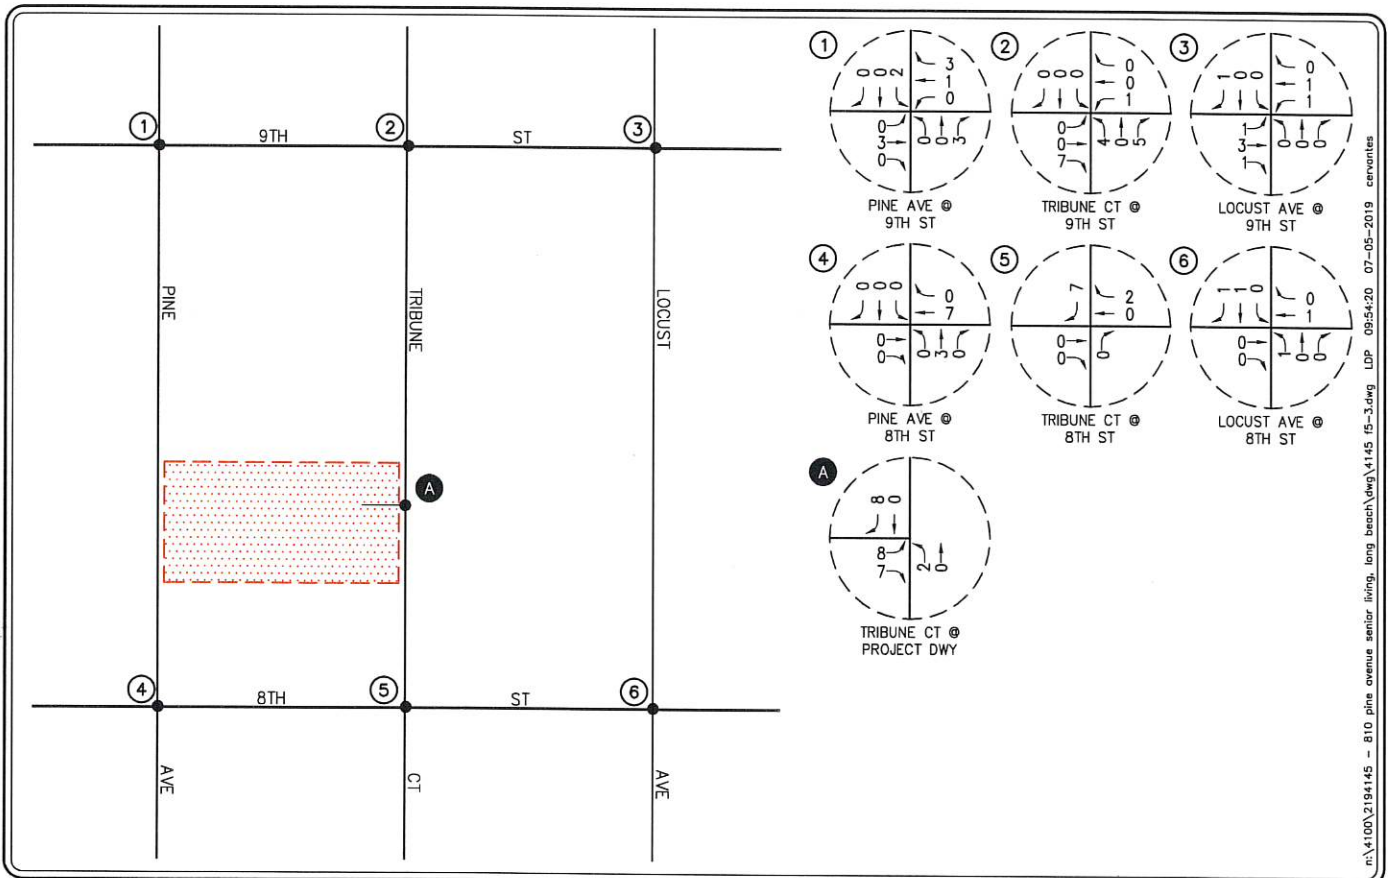 1
2
3
9TH
ST
PINE
TRIBUNE
LOCUST
A
4
5
6
8TH
ST
AVE
CT
AVE
1
0 0 2
3
1
0
0
3
0
0 0 3
PINE AVE @
9TH ST
2
0 0 0
0
0
1
0
0
7
4 0 5
TRIBUNE CT @
9TH ST
3
1 0 0
0
1
1
1
3
1
0 0 0
LOCUST AVE @
9TH ST
4
0 0 0
0
7
0
0
0 3 0
PINE AVE @
8TH ST
5
7
2
0
0
0
0
TRIBUNE CT @
8TH ST
6
1 1 0
0
1
0
0
1 0 0
LOCUST AVE @
8TH ST
A
8 0
8
7
2 0
TRIBUNE CT @
PROJECT DWY
n:\4100\2194145 - 810 pine avenue senior living, long beach\dwg\4145 f5-3.dwg LDP 09:54:20 07-05-2019 cervantes